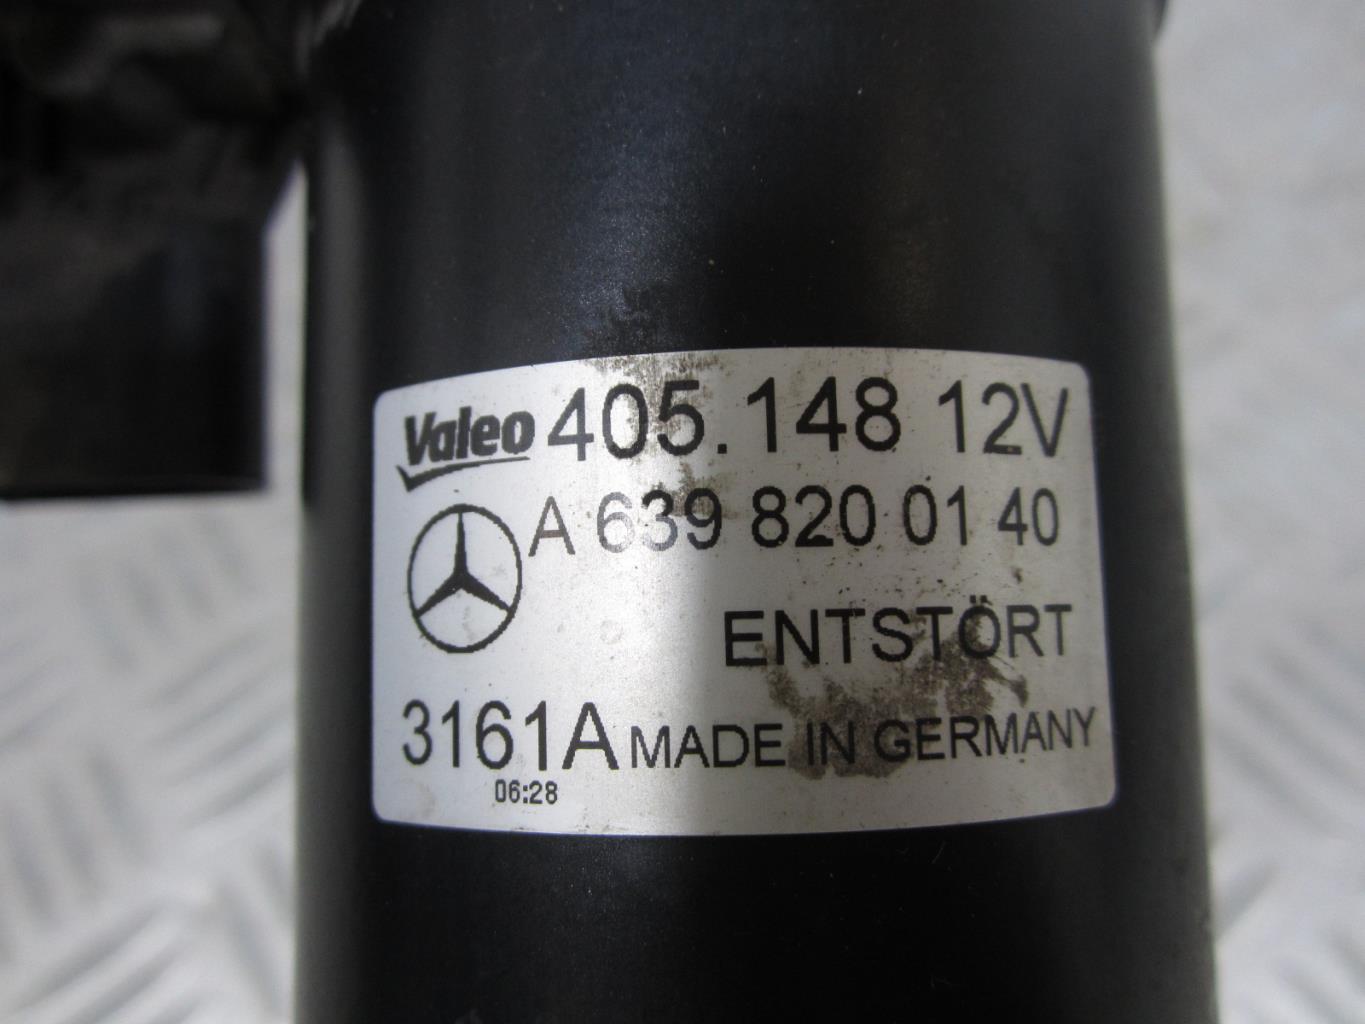 Valeo 405.148 12V
A 639 820 01 40
ENTSTÖRT
3161A MADE IN GERMANY
06:28